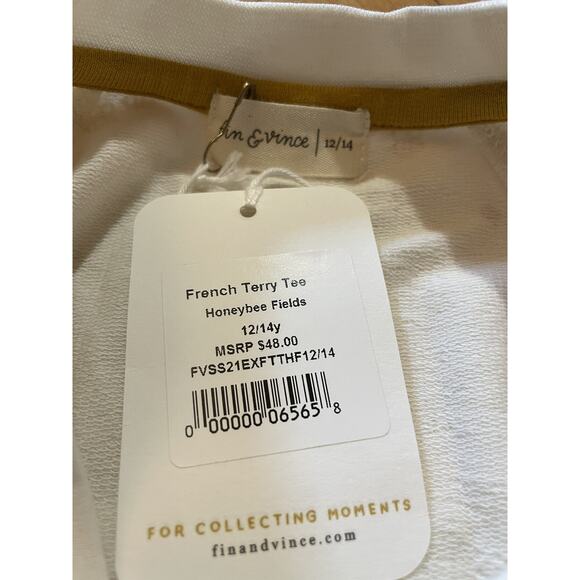 fin & vince | 12/14
French Terry Tee
Honeybee Fields
12/14y
MSRP $48.00
FVSS21EXFTTHF12/14
0 00000 06565 8
FOR COLLECTING MOMENTS
finandvince.com